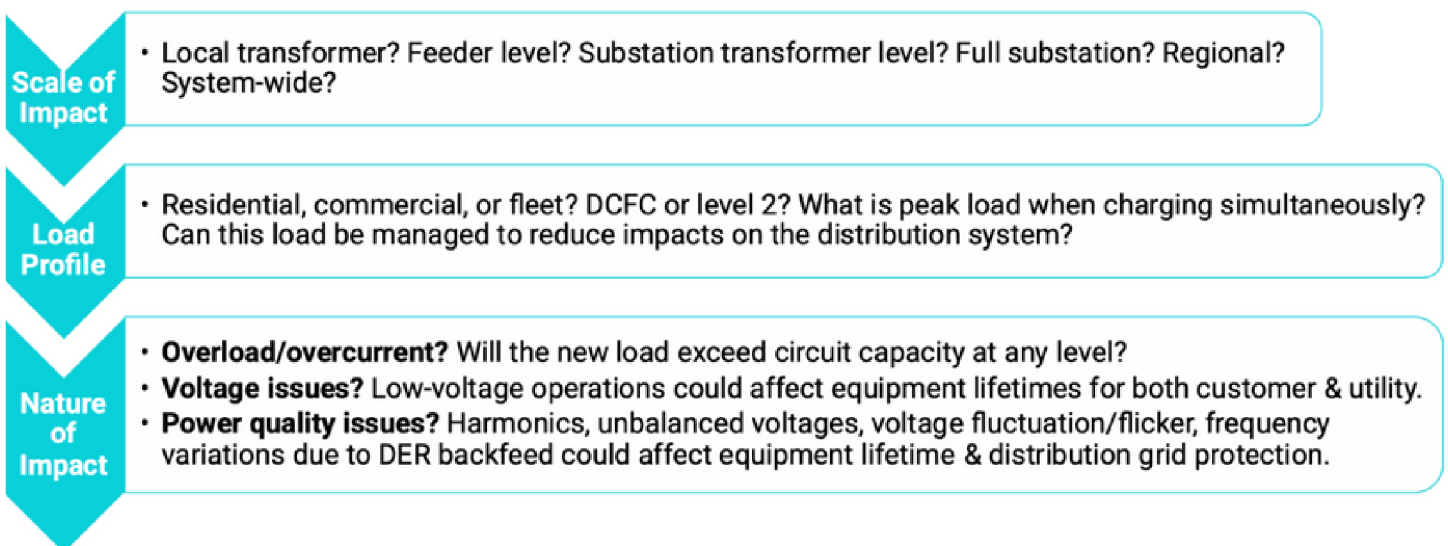 Scale of
Impact
• Local transformer? Feeder level? Substation transformer level? Full substation? Regional?
System-wide?
Load
Profile
• Residential, commercial, or fleet? DCFC or level 2? What is peak load when charging simultaneously?
Can this load be managed to reduce impacts on the distribution system?
Nature
of
Impact
• Overload/overcurrent? Will the new load exceed circuit capacity at any level?
• Voltage issues? Low-voltage operations could affect equipment lifetimes for both customer & utility.
• Power quality issues? Harmonics, unbalanced voltages, voltage fluctuation/flicker, frequency
variations due to DER backfeed could affect equipment lifetime & distribution grid protection.